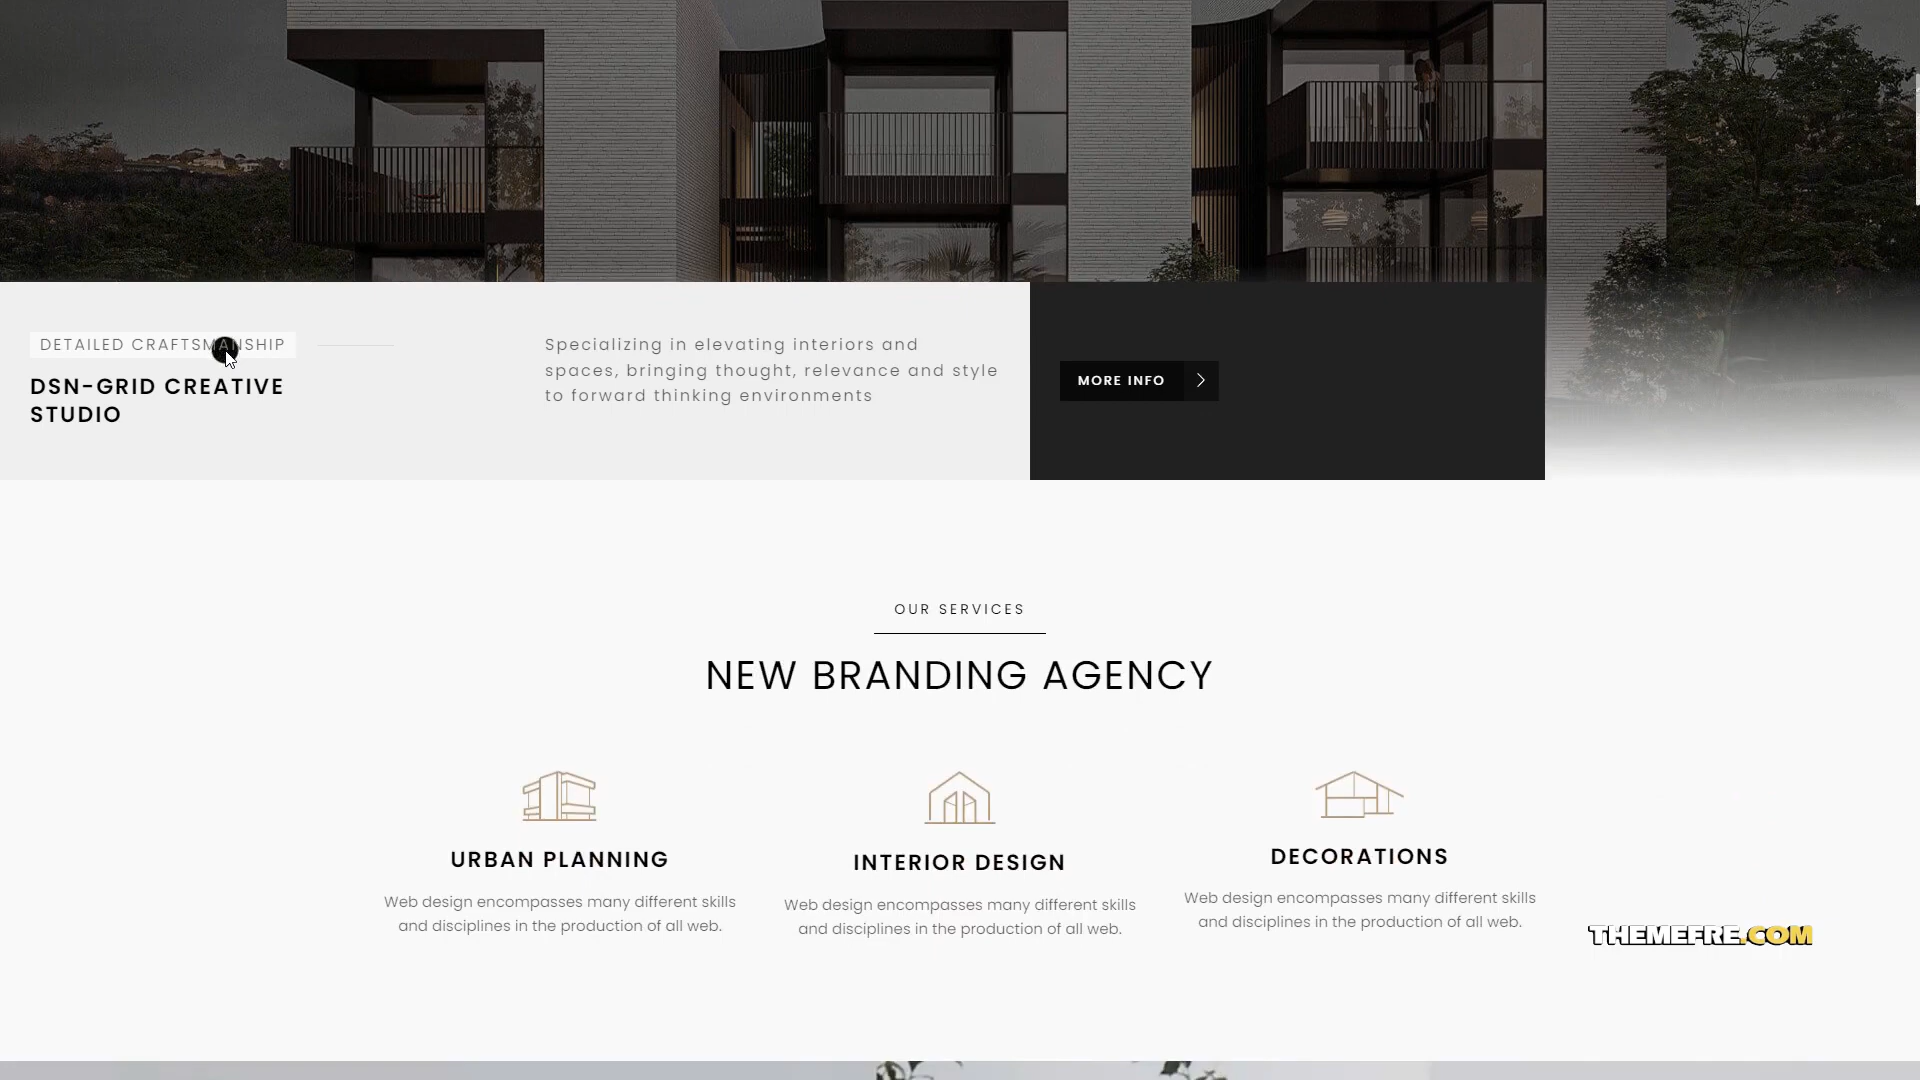 DETAILED CRAFTSMANSHIP
DSN-GRID CREATIVE
STUDIO
Specializing in elevating interiors and
spaces, bringing thought, relevance and style
to forward thinking environments
MORE INFO
OUR SERVICES
NEW BRANDING AGENCY
URBAN PLANNING
Web design encompasses many different skills
and disciplines in the production of all web.
INTERIOR DESIGN
Web design encompasses many different skills
and disciplines in the production of all web.
DECORATIONS
Web design encompasses many different skills
and disciplines in the production of all web.
THEMEFRE.COM